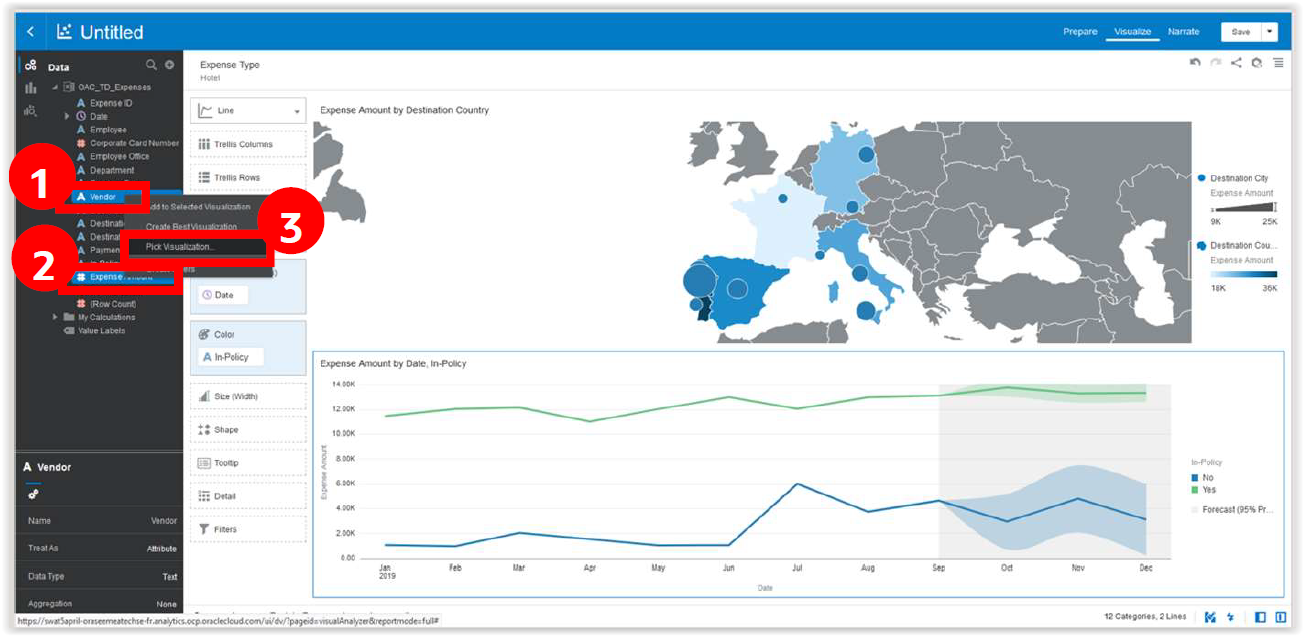 Untitled
Prepare
Visualize
Narrate
Save
Data
OAC_TD_Expenses
Expense ID
Date
Employee
Corporate Card Number
Employee Office
Department
1
Vendor
Add to Selected Visualization
Create Best Visualization
3
Pick Visualization...
2
Expense Amount
(Row Count)
My Calculations
Value Labels
Vendor
Name
Vendor
Treat As
Attribute
Data Type
Text
Aggregation
None
Expense Type
Hotel
Line
Trellis Columns
Trellis Rows
Date
Color
In-Policy
Size (Width)
Shape
Tooltip
Detail
Filters
Expense Amount by Destination Country
Destination City
Expense Amount
9K
25K
Destination Cou...
Expense Amount
18K
36K
Expense Amount by Date, In-Policy
14.00K
12.00K
10.00K
8.00K
6.00K
4.00K
2.00K
0.00
Expense Amount
Jan
2019
Feb
Mar
Apr
May
Jun
Jul
Aug
Sep
Oct
Nov
Dec
Date
In-Policy
No
Yes
Forecast (95% Pr...
12 Categories, 2 Lines
https://swat5april-oraseemeatechse-fr.analytics.ocp.oraclecloud.com/ui/dv/?pageid=visualAnalyzer&reportmode=full#